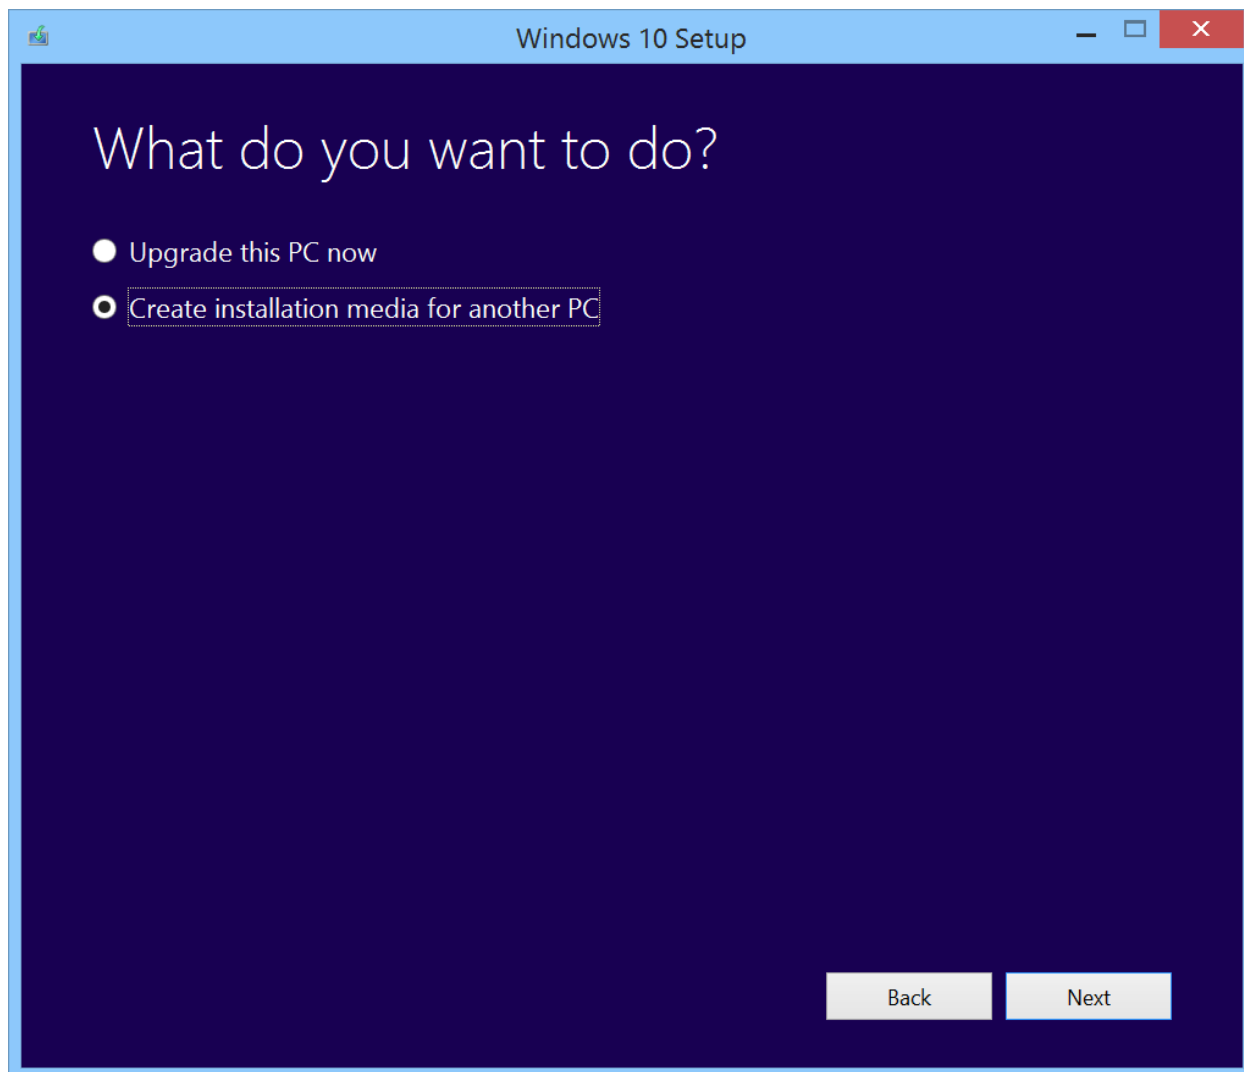 Windows 10 Setup
What do you want to do?
Upgrade this PC now
Create installation media for another PC
Back
Next